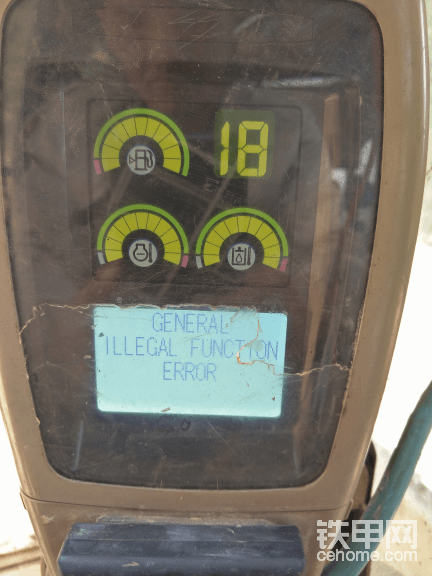 18
GENERAL
ILLEGAL FUNCTION
ERROR
铁甲网
cehome.com